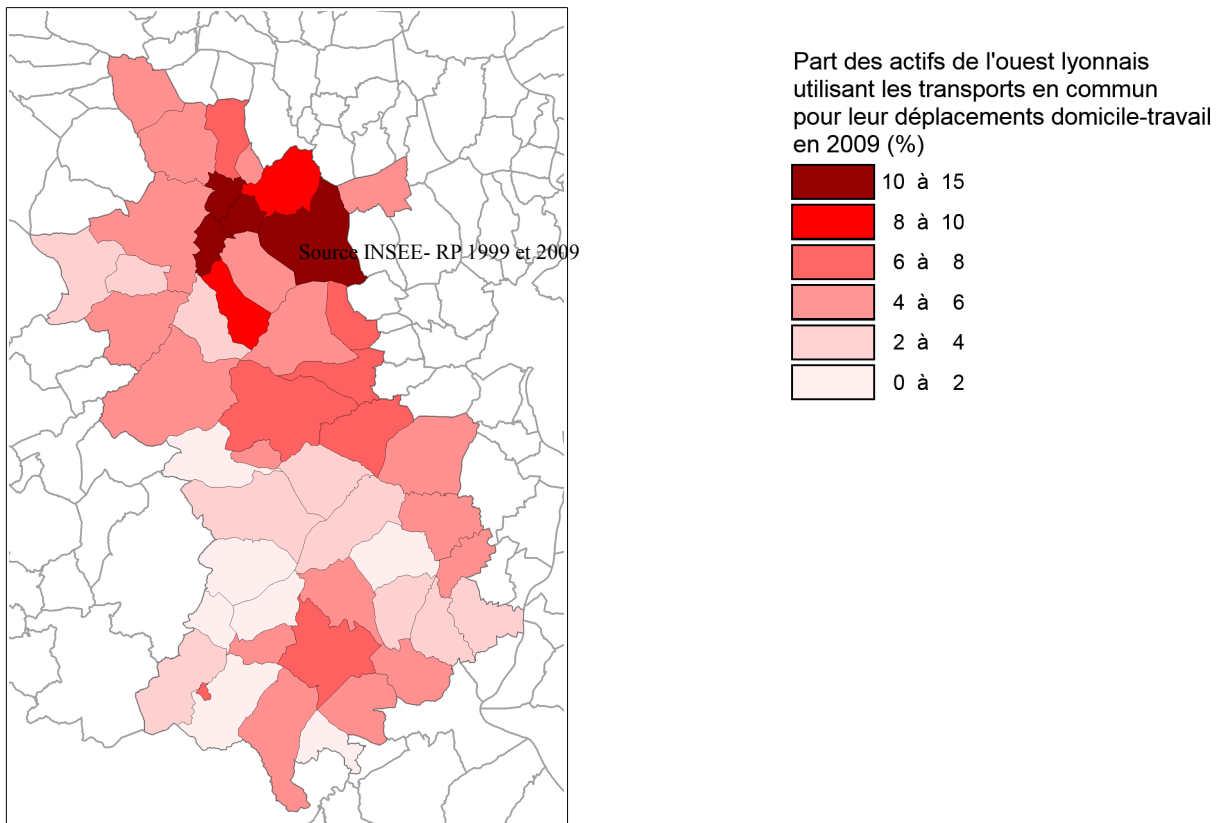 Part des actifs de l'ouest lyonnais
utilisant les transports en commun
pour leur déplacements domicile-travail
en 2009 (%)
10 à 15
8 à 10
6 à 8
4 à 6
2 à 4
0 à 2
Source INSEE- RP 1999 et 2009